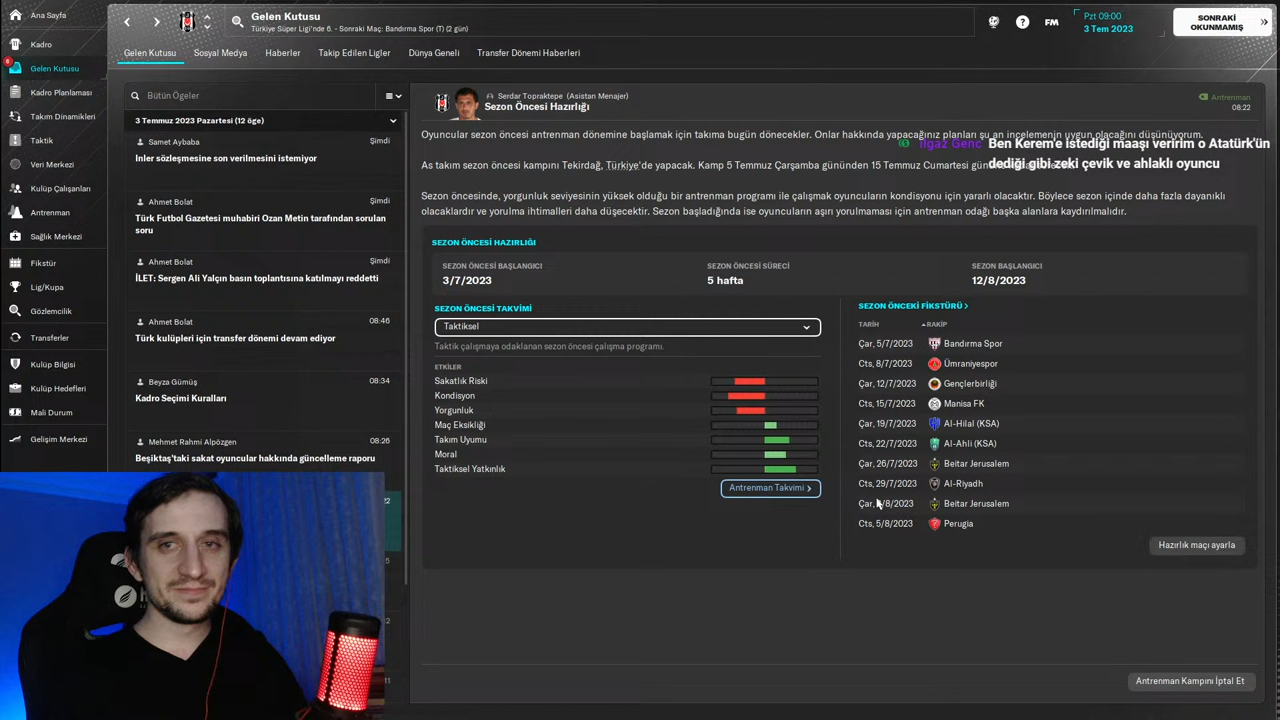 Ana Sayfa
Kadro
6
Gelen Kutusu
Kadro Planlaması
Takım Dinamikleri
Taktik
Veri Merkezi
Kulüp Çalışanları
Antrenman
Sağlık Merkezi
Fikstür
Lig/Kupa
Gözlemcilik
Transferler
Kulüp Bilgisi
Kulüp Hedefleri
Mali Durum
Gelişim Merkezi
Gelen Kutusu
Türkiye Süper Ligi'nde 6. - Sonraki Maç: Bandırma Spor (T) (2 gün)
FM
Pzt 09:00
3 Tem 2023
SONRAKİ
OKUNMAMIŞ
Gelen Kutusu
Sosyal Medya
Haberler
Takip Edilen Ligler
Dünya Geneli
Transfer Dönemi Haberleri
Bütün Ögeler
3 Temmuz 2023 Pazartesi (12 öge)
Samet Aybaba
Şimdi
Inler sözleşmesine son verilmesini istemiyor
Ahmet Bolat
Şimdi
Türk Futbol Gazetesi muhabiri Ozan Metin tarafından sorulan
soru
Ahmet Bolat
Şimdi
İLET: Sergen Ali Yalçın basın toplantısına katılmayı reddetti
Ahmet Bolat
08:46
Türk kulüpleri için transfer dönemi devam ediyor
Beyza Gümüş
08:34
Kadro Seçimi Kuralları
Mehmet Rahmi Alpözgen
08:26
Beşiktaş'taki sakat oyuncular hakkında güncelleme raporu
Serdar Topraktepe (Asistan Menajer)
Sezon Öncesi Hazırlığı
Antrenman
08:22
Oyuncular sezon öncesi antrenman dönemine başlamak için takıma bugün dönecekler. Onlar hakkında yapacağınız planları şu an incelemenin uygun olacağını düşünüyorum.
Ilgaz Genç
Ben Kerem'e istediği maaşı veririm o Atatürk'ün
dediği gibi zeki çevik ve ahlaklı oyuncu
As takım sezon öncesi kampını Tekirdağ, Türkiye'de yapacak. Kamp 5 Temmuz Çarşamba gününden 15 Temmuz Cumartesi
Sezon öncesinde, yorgunluk seviyesinin yüksek olduğu bir antrenman programı ile çalışmak oyuncuların kondisyonu için yararlı olacaktır. Böylece sezon içinde daha fazla dayanıklı
olacaklardır ve yorulma ihtimalleri daha düşecektir. Sezon başladığında ise oyuncuların aşırı yorulmaması için antrenman odağı başka alanlara kaydırılmalıdır.
SEZON ÖNCESİ HAZIRLIĞI
SEZON ÖNCESİ BAŞLANGICI
3/7/2023
SEZON ÖNCESİ SÜRECİ
5 hafta
SEZON BAŞLANGICI
12/8/2023
SEZON ÖNCESİ TAKVİMİ
Taktiksel
Taktik çalışmaya odaklanan sezon öncesi çalışma programı.
ETKİLER
Sakatlık Riski
Kondisyon
Yorgunluk
Maç Eksikliği
Takım Uyumu
Moral
Taktiksel Yatkınlık
Antrenman Takvimi
SEZON ÖNCEKİ FİKSTÜRÜ
TARİH RAKİP
Çar, 5/7/2023 Bandırma Spor
Cts, 8/7/2023 Ümraniyespor
Çar, 12/7/2023 Gençlerbirliği
Cts, 15/7/2023 Manisa FK
Çar, 19/7/2023 Al-Hilal (KSA)
Cts, 22/7/2023 Al-Ahli (KSA)
Çar, 26/7/2023 Beitar Jerusalem
Cts, 29/7/2023 Al-Riyadh
Çar, /8/2023 Beitar Jerusalem
Cts, 5/8/2023 Perugia
Hazırlık maçı ayarla
Antrenman Kampını İptal Et